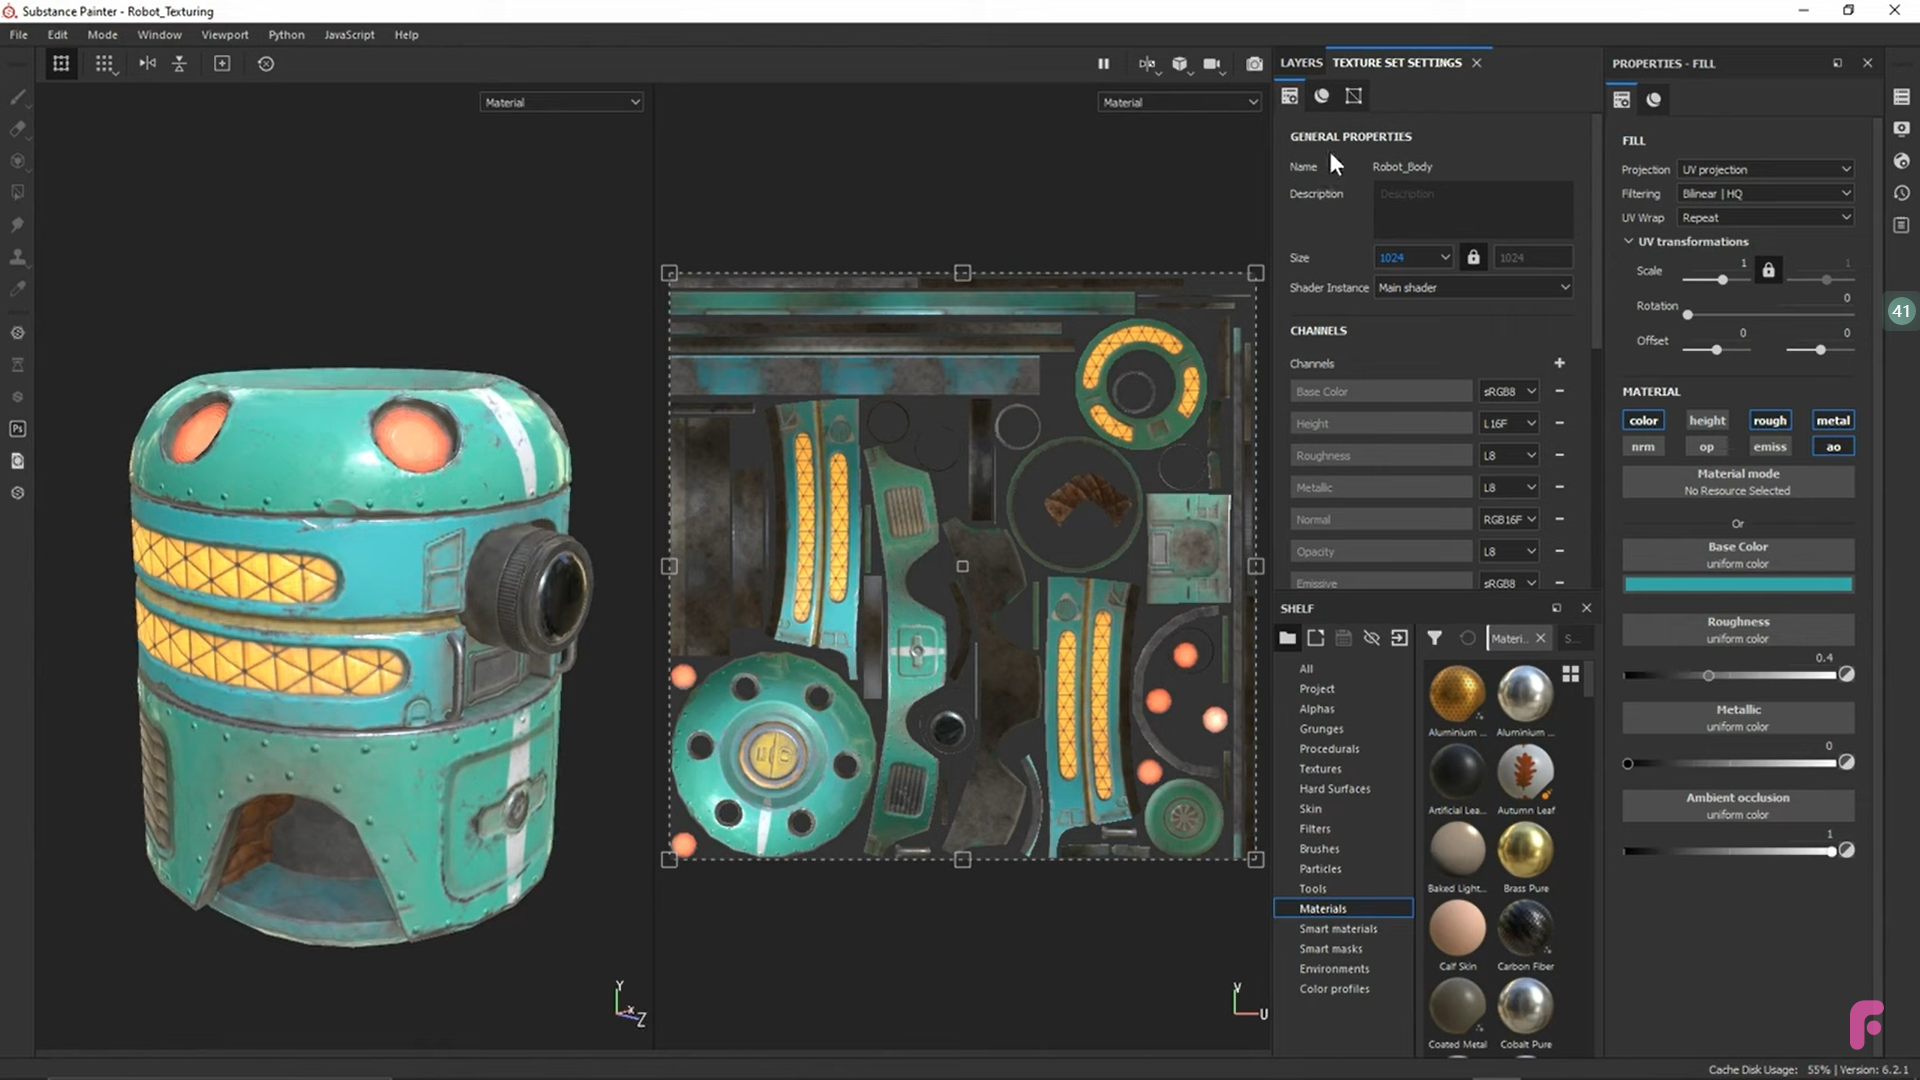 Substance Painter - Robot_Texturing
File Edit Mode Window Viewport Python JavaScript Help
Material
Material
LAYERS TEXTURE SET SETTINGS
GENERAL PROPERTIES
Name Robot_Body
Description Description
Size 1024 1024
Shader Instance Main shader
CHANNELS
Channels
Base Color sRGB8
Height L16F
Roughness L8
Metallic L8
Normal RGB16F
Opacity L8
Emissive sRGB8
SHELF
Materi... S...
All
Project
Alphas
Grunges
Procedurals
Textures
Hard Surfaces
Skin
Filters
Brushes
Particles
Tools
Materials
Smart materials
Smart masks
Environments
Color profiles
Aluminium ... Aluminium ...
Artificial Lea... Autumn Leaf
Baked Light... Brass Pure
Calf Skin Carbon Fiber
Coated Metal Cobalt Pure
PROPERTIES - FILL
FILL
Projection UV projection
Filtering Bilinear | HQ
UV Wrap Repeat
UV transformations
Scale 1 1
Rotation 0
Offset 0 0
MATERIAL
color height rough metal
nrm op emiss ao
Material mode
No Resource Selected
Or
Base Color
uniform color
Roughness
uniform color
0.4
Metallic
uniform color
0
Ambient occlusion
uniform color
1
41
Ps
Y
X
Z
V
U
Cache Disk Usage: 55% | Version: 6.2.1